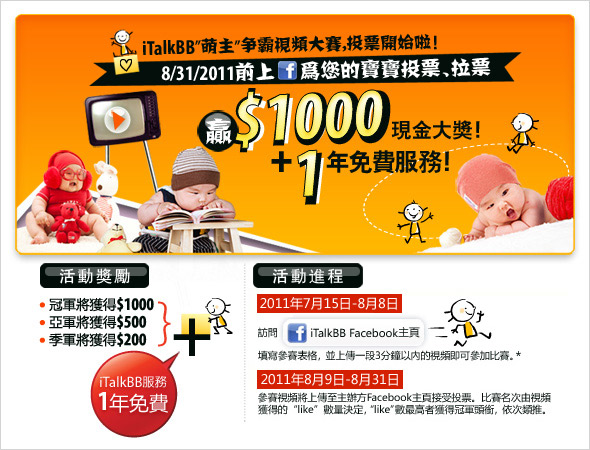 iTalkBB"萌主"爭霸視頻大賽,投票開始啦!
8/31/2011前上 f 爲您的寶寶投票、拉票
贏$1000現金大獎!
+1年免費服務!
活動獎勵
• 冠軍將獲得$1000
• 亞軍將獲得$500
• 季軍將獲得$200
+
iTalkBB服務
1年免費
活動進程
2011年7月15日-8月8日
訪問 f iTalkBB Facebook主頁
填寫參賽表格，並上傳一段3分鐘以內的視頻即可參加比賽。*
2011年8月9日-8月31日
參賽視頻將上傳至主辦方Facebook主頁接受投票。比賽名次由視頻
獲得的“like”數量決定，“like”數最高者獲得冠軍頭銜，依次類推。